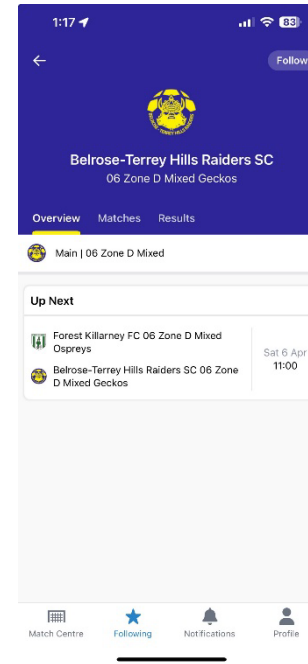 1:17
83
Follow
Belrose-Terrey Hills Raiders SC
06 Zone D Mixed Geckos
Overview Matches Results
Main | 06 Zone D Mixed
Up Next
Forest Killarney FC 06 Zone D Mixed
Ospreys
Belrose-Terrey Hills Raiders SC 06 Zone
D Mixed Geckos
Sat 6 Apr
11:00
Match Centre Following Notifications Profile